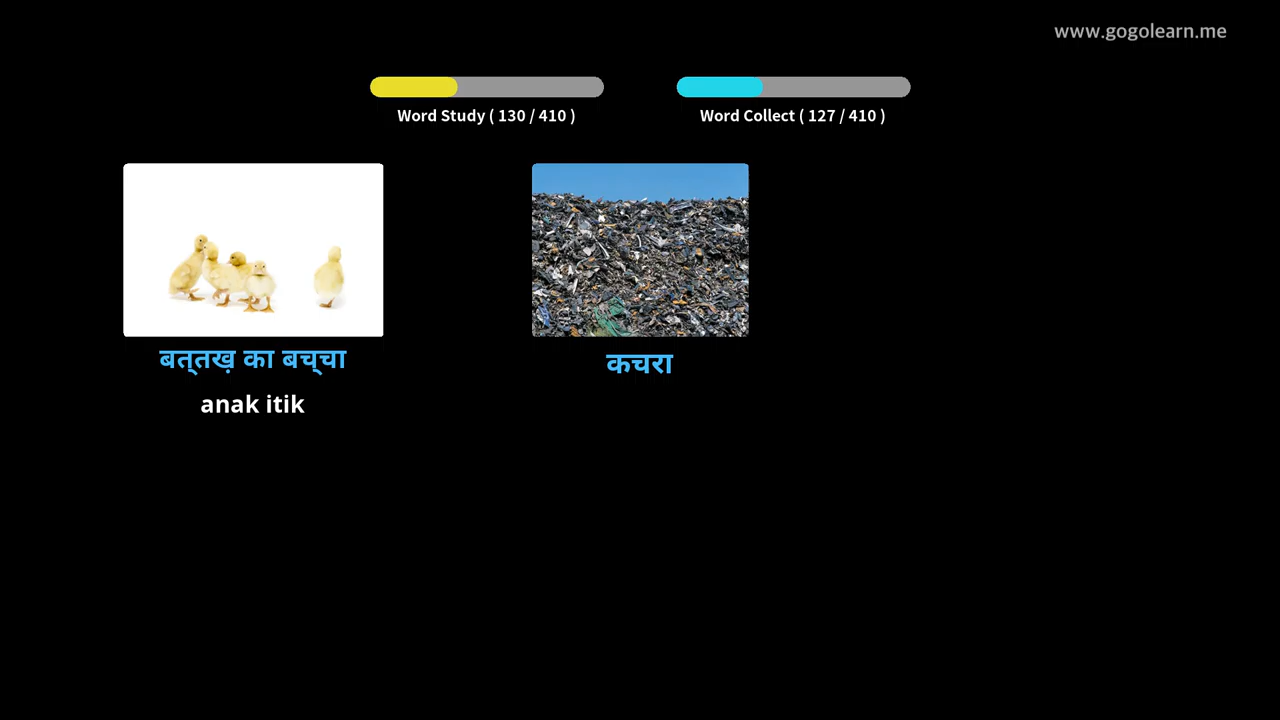 www.gogolearn.me
Word Study ( 130 / 410 )
Word Collect ( 127 / 410 )
बत्‌तख़ का बच्‌चा
anak itik
कचरा